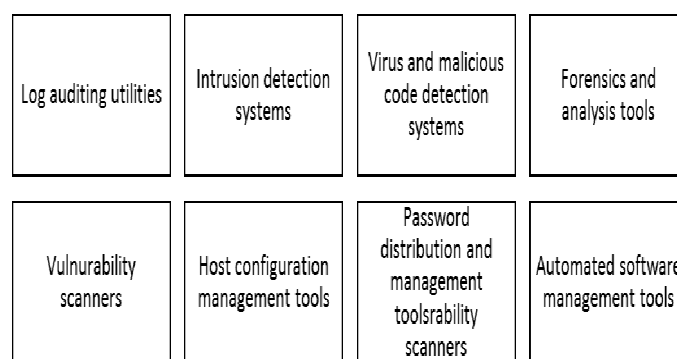 Log auditing utilities
Intrusion detection
systems
Virus and malicious
code detection
systems
Forensics and
analysis tools
Vulnurability
scanners
Host configuration
management tools
Password
distribution and
management
toolsrability
scanners
Automated software
management tools